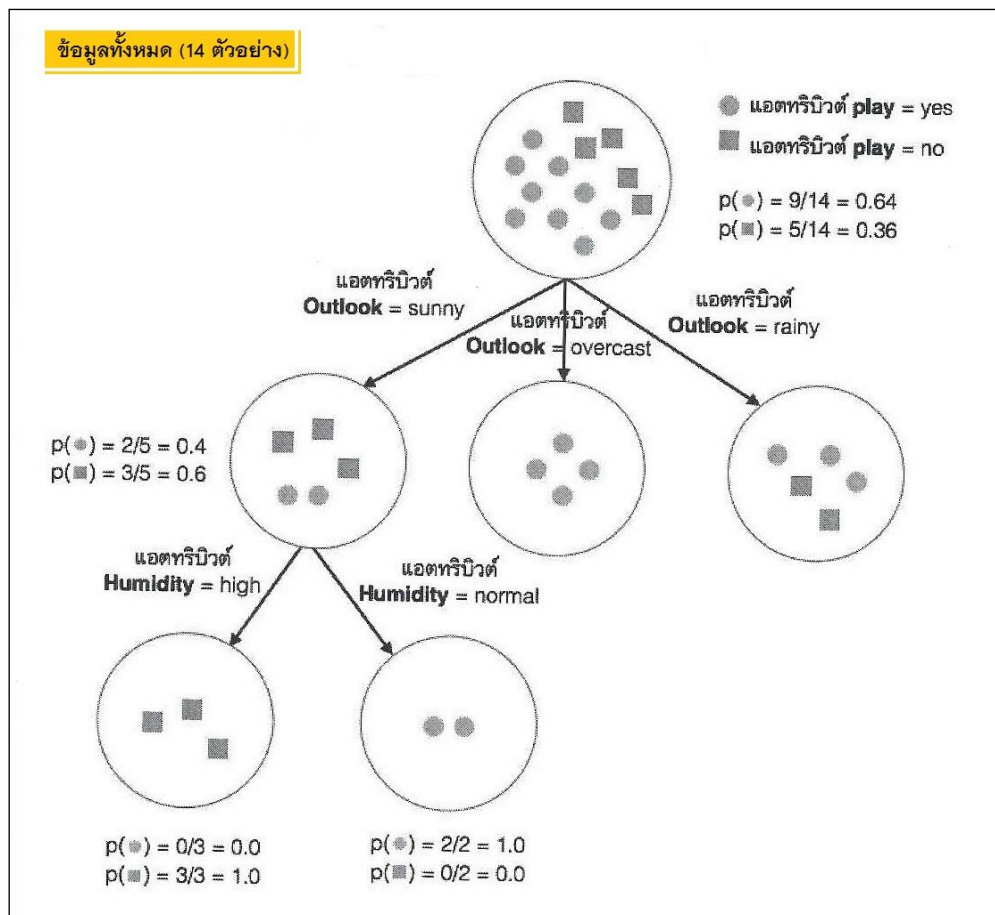 ข้อมูลทั้งหมด (14 ตัวอย่าง)
แอตทริบิวต์ play = yes
แอตทริบิวต์ play = no
p(●) = 9/14 = 0.64
p(■) = 5/14 = 0.36
แอตทริบิวต์
Outlook = sunny
แอตทริบิวต์
Outlook = overcast
แอตทริบิวต์
Outlook = rainy
p(●) = 2/5 = 0.4
p(■) = 3/5 = 0.6
แอตทริบิวต์
Humidity = high
แอตทริบิวต์
Humidity = normal
p(●) = 0/3 = 0.0
p(■) = 3/3 = 1.0
p(●) = 2/2 = 1.0
p(■) = 0/2 = 0.0